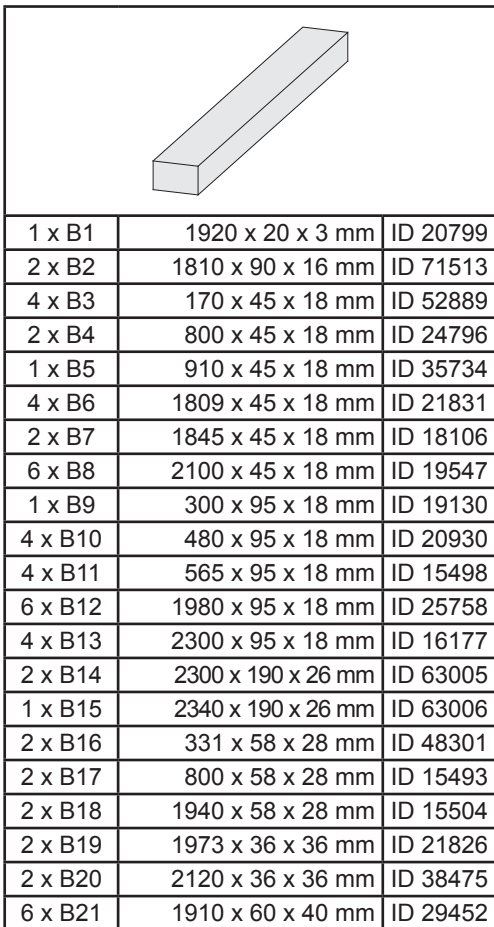 1 x B1 1920 x 20 x 3 mm ID 20799
2 x B2 1810 x 90 x 16 mm ID 71513
4 x B3 170 x 45 x 18 mm ID 52889
2 x B4 800 x 45 x 18 mm ID 24796
1 x B5 910 x 45 x 18 mm ID 35734
4 x B6 1809 x 45 x 18 mm ID 21831
2 x B7 1845 x 45 x 18 mm ID 18106
6 x B8 2100 x 45 x 18 mm ID 19547
1 x B9 300 x 95 x 18 mm ID 19130
4 x B10 480 x 95 x 18 mm ID 20930
4 x B11 565 x 95 x 18 mm ID 15498
6 x B12 1980 x 95 x 18 mm ID 25758
4 x B13 2300 x 95 x 18 mm ID 16177
2 x B14 2300 x 190 x 26 mm ID 63005
1 x B15 2340 x 190 x 26 mm ID 63006
2 x B16 331 x 58 x 28 mm ID 48301
2 x B17 800 x 58 x 28 mm ID 15493
2 x B18 1940 x 58 x 28 mm ID 15504
2 x B19 1973 x 36 x 36 mm ID 21826
2 x B20 2120 x 36 x 36 mm ID 38475
6 x B21 1910 x 60 x 40 mm ID 29452